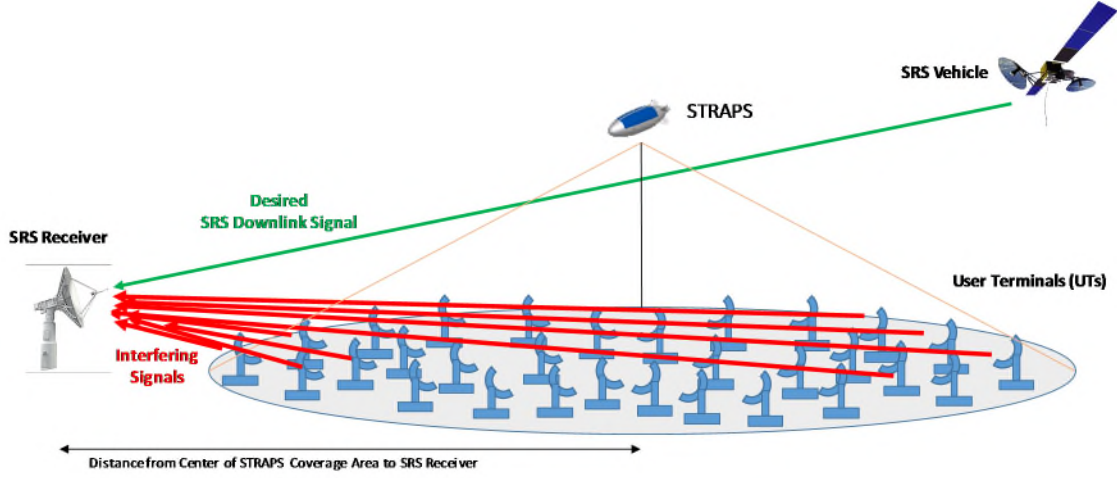 SRS Vehicle
STRAPS
Desired
SRS Downlink Signal
SRS Receiver
User Terminals (UTs)
Interfering
Signals
Distance from Center of STRAPS Coverage Area to SRS Receiver